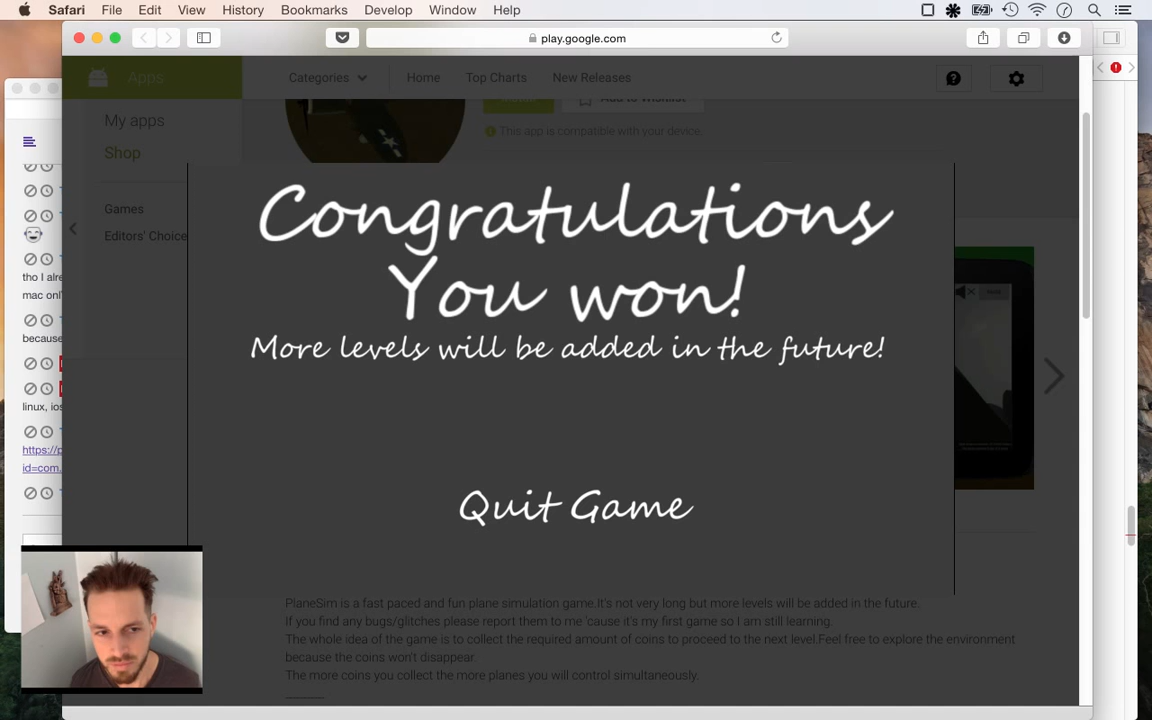 Safari File Edit View History Bookmarks Develop Window Help
play.google.com
Apps Categories Home Top Charts New Releases
My apps
Add to Wishlist
This app is compatible with your device.
Shop
Games
Editors' Choice
Congratulations
You won!
More levels will be added in the future!
Quit Game
tho I alre
mac onl
because
linux, ios
https://p
id=com.
PlaneSim is a fast paced and fun plane simulation game.It's not very long but more levels will be added in the future.
If you find any bugs/glitches please report them to me 'cause it's my first game so I am still learning.
The whole idea of the game is to collect the required amount of coins to proceed to the next level.Feel free to explore the environment
because the coins won't disappear.
The more coins you collect the more planes you will control simultaneously.